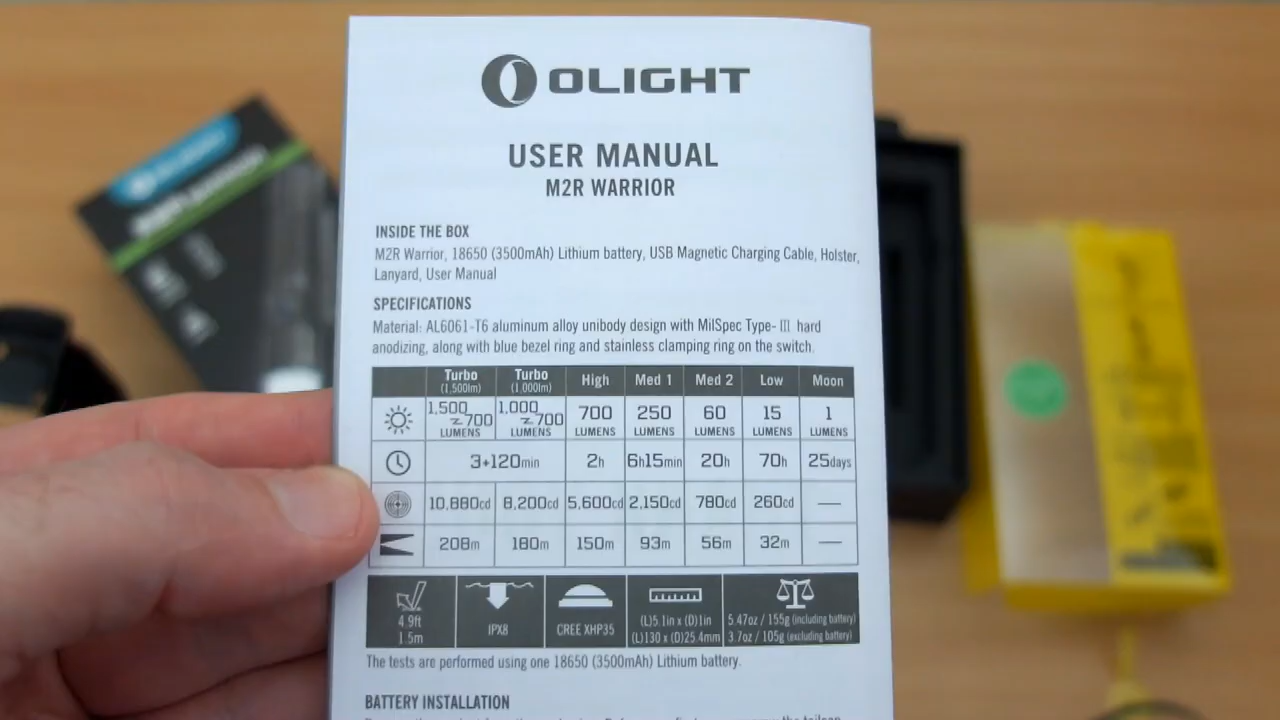 OLIGHT
USER MANUAL
M2R WARRIOR
INSIDE THE BOX
M2R Warrior, 18650 (3500mAh) Lithium battery, USB Magnetic Charging Cable, Holster,
Lanyard, User Manual
SPECIFICATIONS
Material: AL6061-T6 aluminum alloy unibody design with MilSpec Type-III hard
anodizing, along with blue bezel ring and stainless clamping ring on the switch.
Turbo (1,500lm) Turbo (1,000lm) High Med 1 Med 2 Low Moon
1,500~700 LUMENS 1,000~700 LUMENS 700 LUMENS 250 LUMENS 60 LUMENS 15 LUMENS 1 LUMENS
3+120min 2h 6h15min 20h 70h 25days
10,880cd 8,200cd 5,600cd 2,150cd 780cd 260cd —
208m 180m 150m 93m 56m 32m —
4.9ft
1.5m
IPX8
CREE XHP35
(L)5.1in x (D)1in
(L)130 x (D)25.4mm
5.47oz / 155g (including battery)
3.7oz / 105g (excluding battery)
The tests are performed using one 18650 (3500mAh) Lithium battery.
BATTERY INSTALLATION